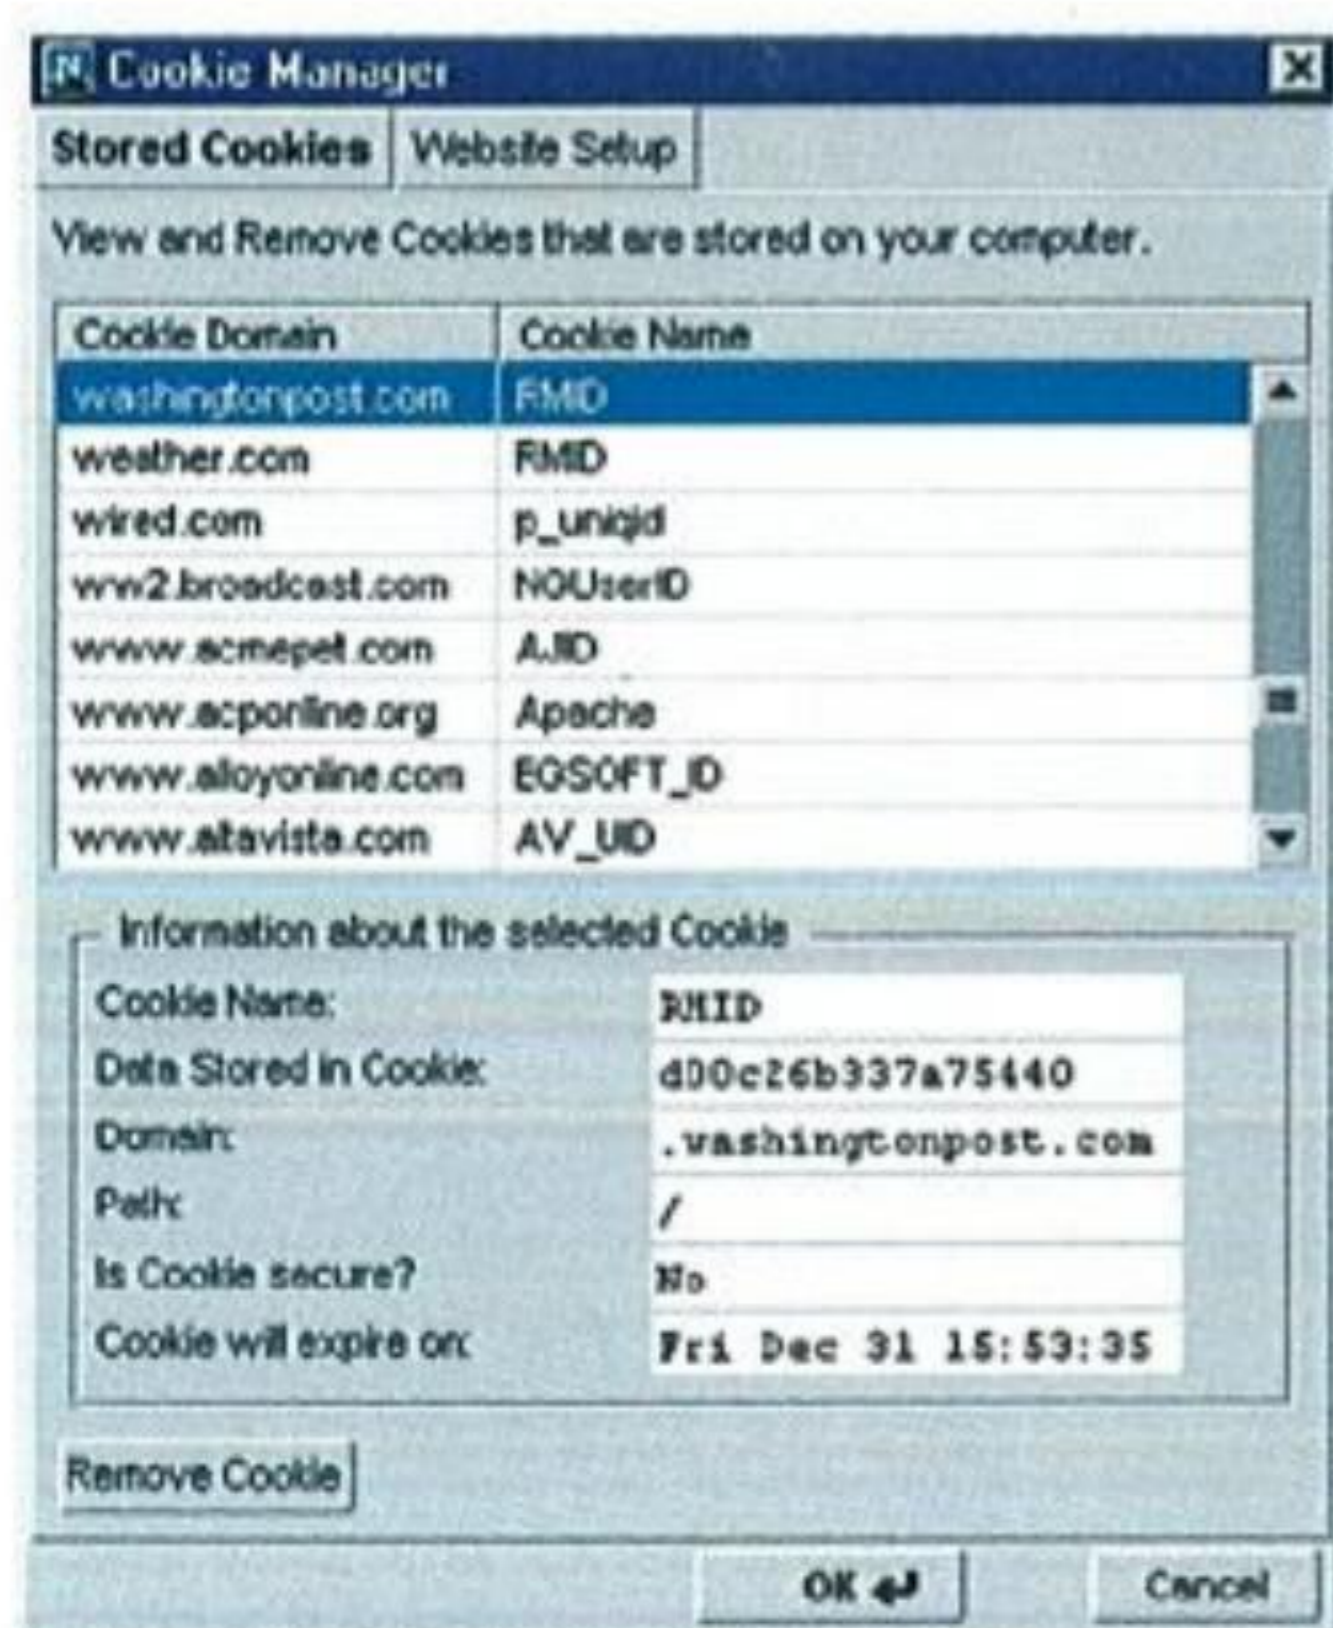 N Cookie Manager X
Stored Cookies Website Setup
View and Remove Cookies that are stored on your computer.
Cookie Domain Cookie Name
washingtonpost.com RMID
weather.com RMID
wired.com p_uniqid
ww2.broadcast.com NGUserID
www.acmepet.com AJID
www.acponline.org Apache
www.alloyonline.com EGSOFT_ID
www.altavista.com AV_UID
Information about the selected Cookie
Cookie Name: RMID
Data Stored in Cookie: d00c26b337a75440
Domain: .washingtonpost.com
Path: /
Is Cookie secure? No
Cookie will expire on: Fri Dec 31 15:53:35
Remove Cookie
OK Cancel